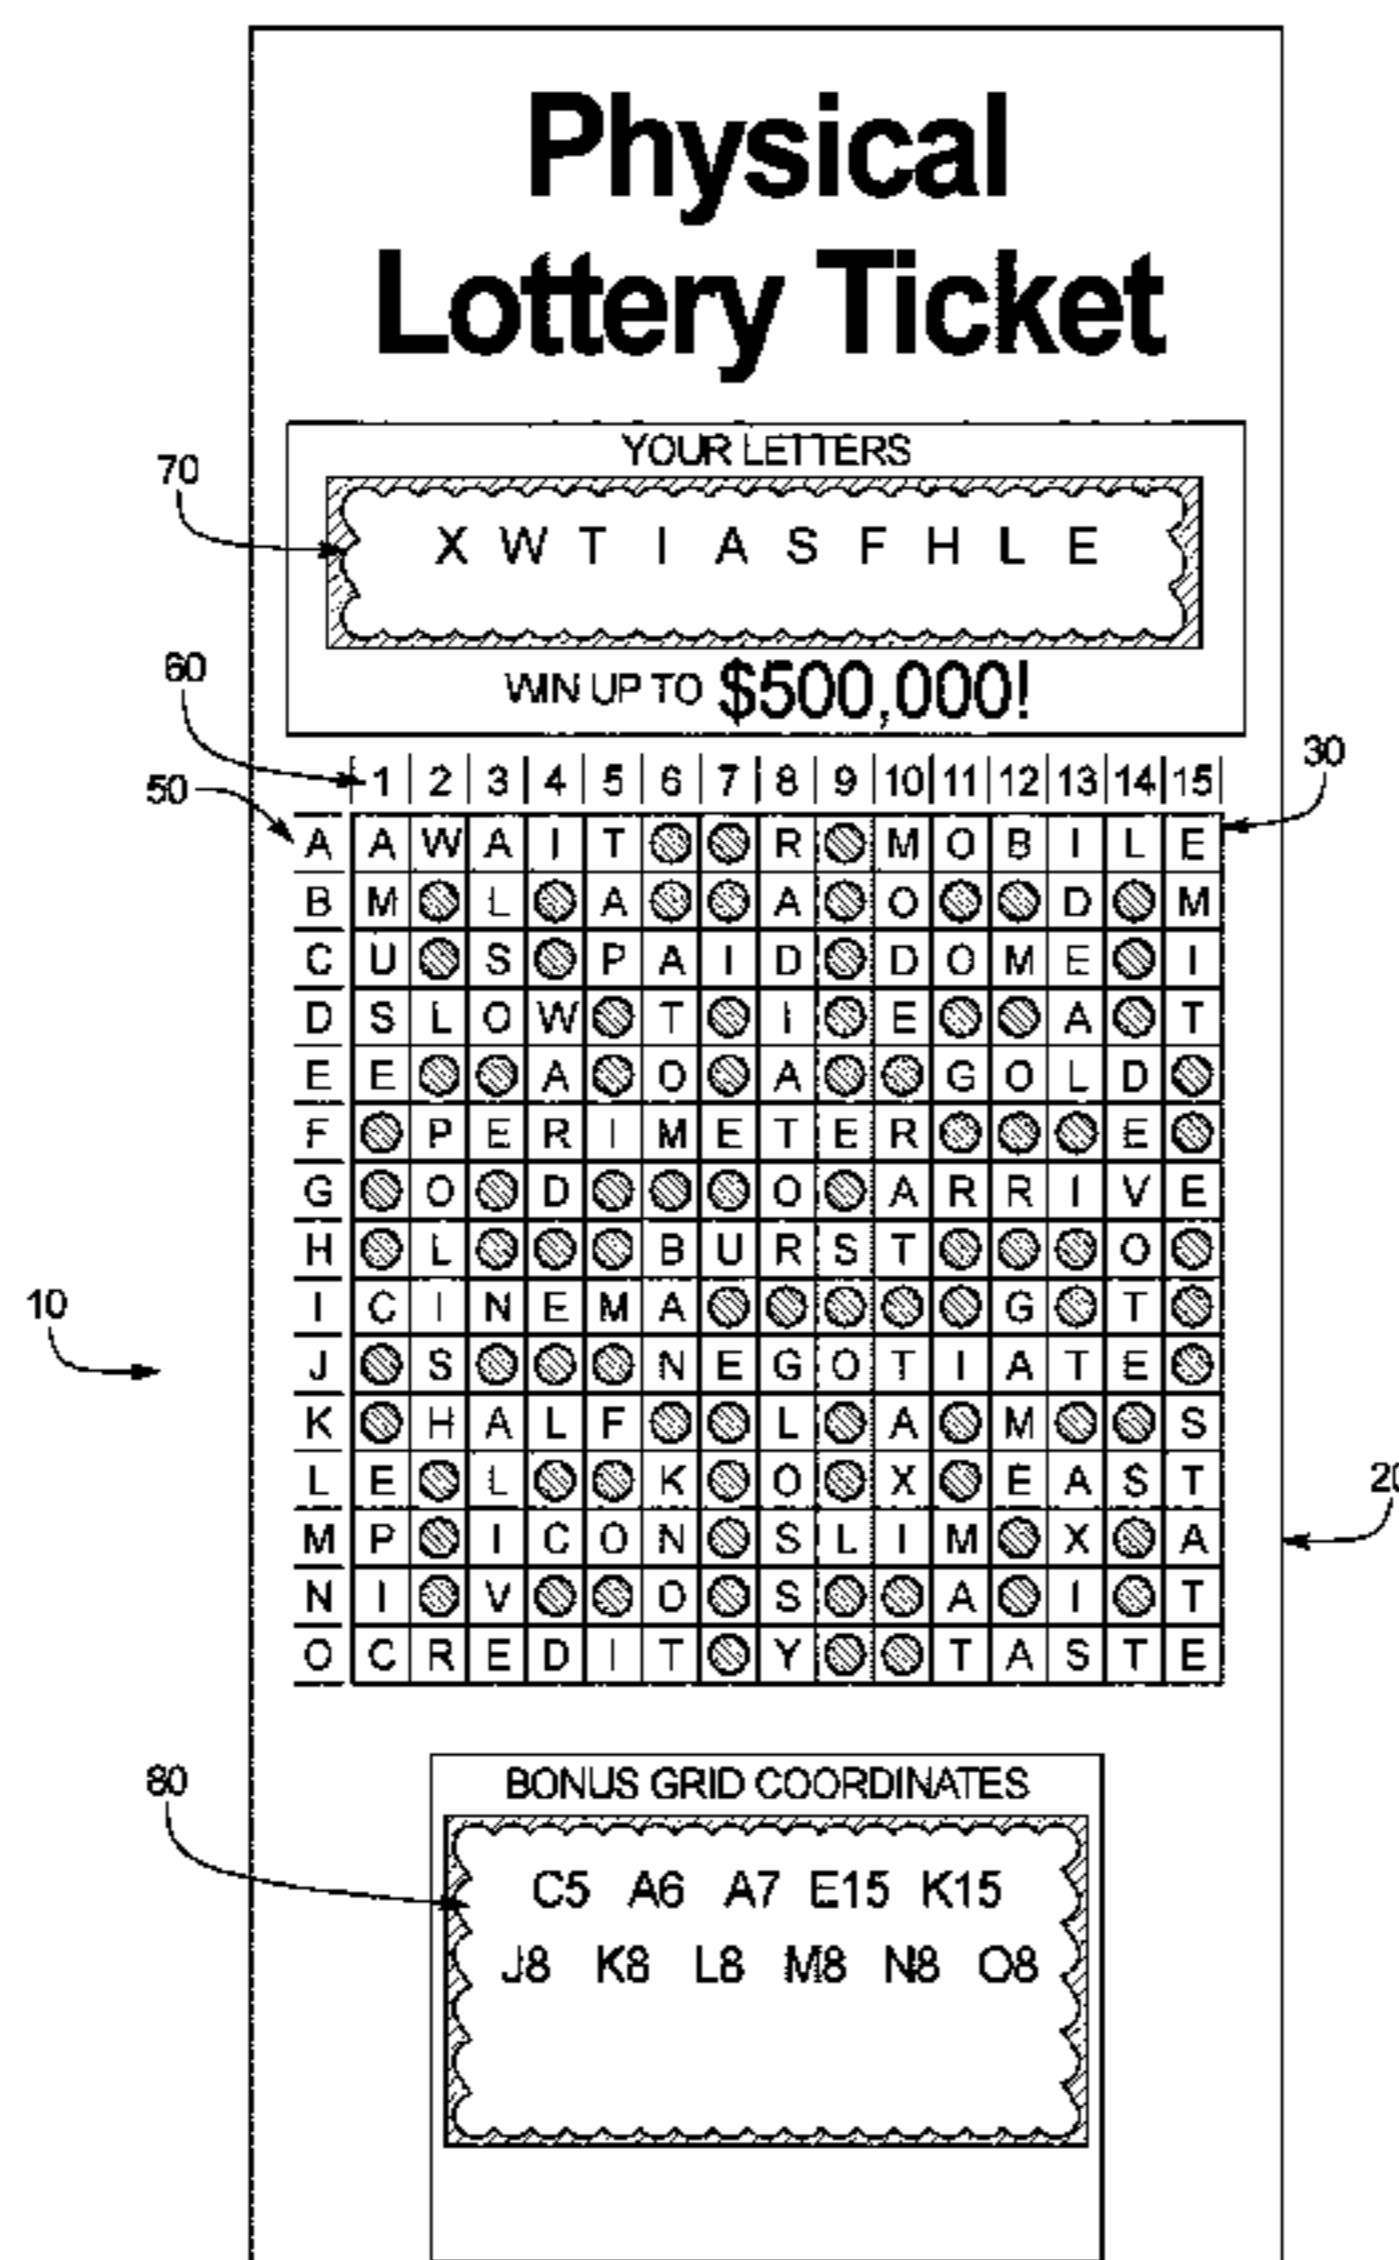 Physical
Lottery Ticket
YOUR LETTERS
70
X W T I A S F H L E
WIN UP TO $500,000!
60
30
1 2 3 4 5 6 7 8 9 10 11 12 13 14 15
50
A A W A I T R M O B I L E
B M L A A O D M
C U S P A I D D O M E I
D S L O W T I E A T
E E A O A G O L D
F P E R I M E T E R E
G O D O A R R I V E
H L B U R S T O
10
I C I N E M A G T
J S N E G O T I A T E
K H A L F L A M S
L E L K O X E A S T
20
M P I C O N S L I M X A
N I V O S A I T
O C R E D I T Y T A S T E
80
BONUS GRID COORDINATES
C5 A6 A7 E15 K15
J8 K8 L8 M8 N8 O8